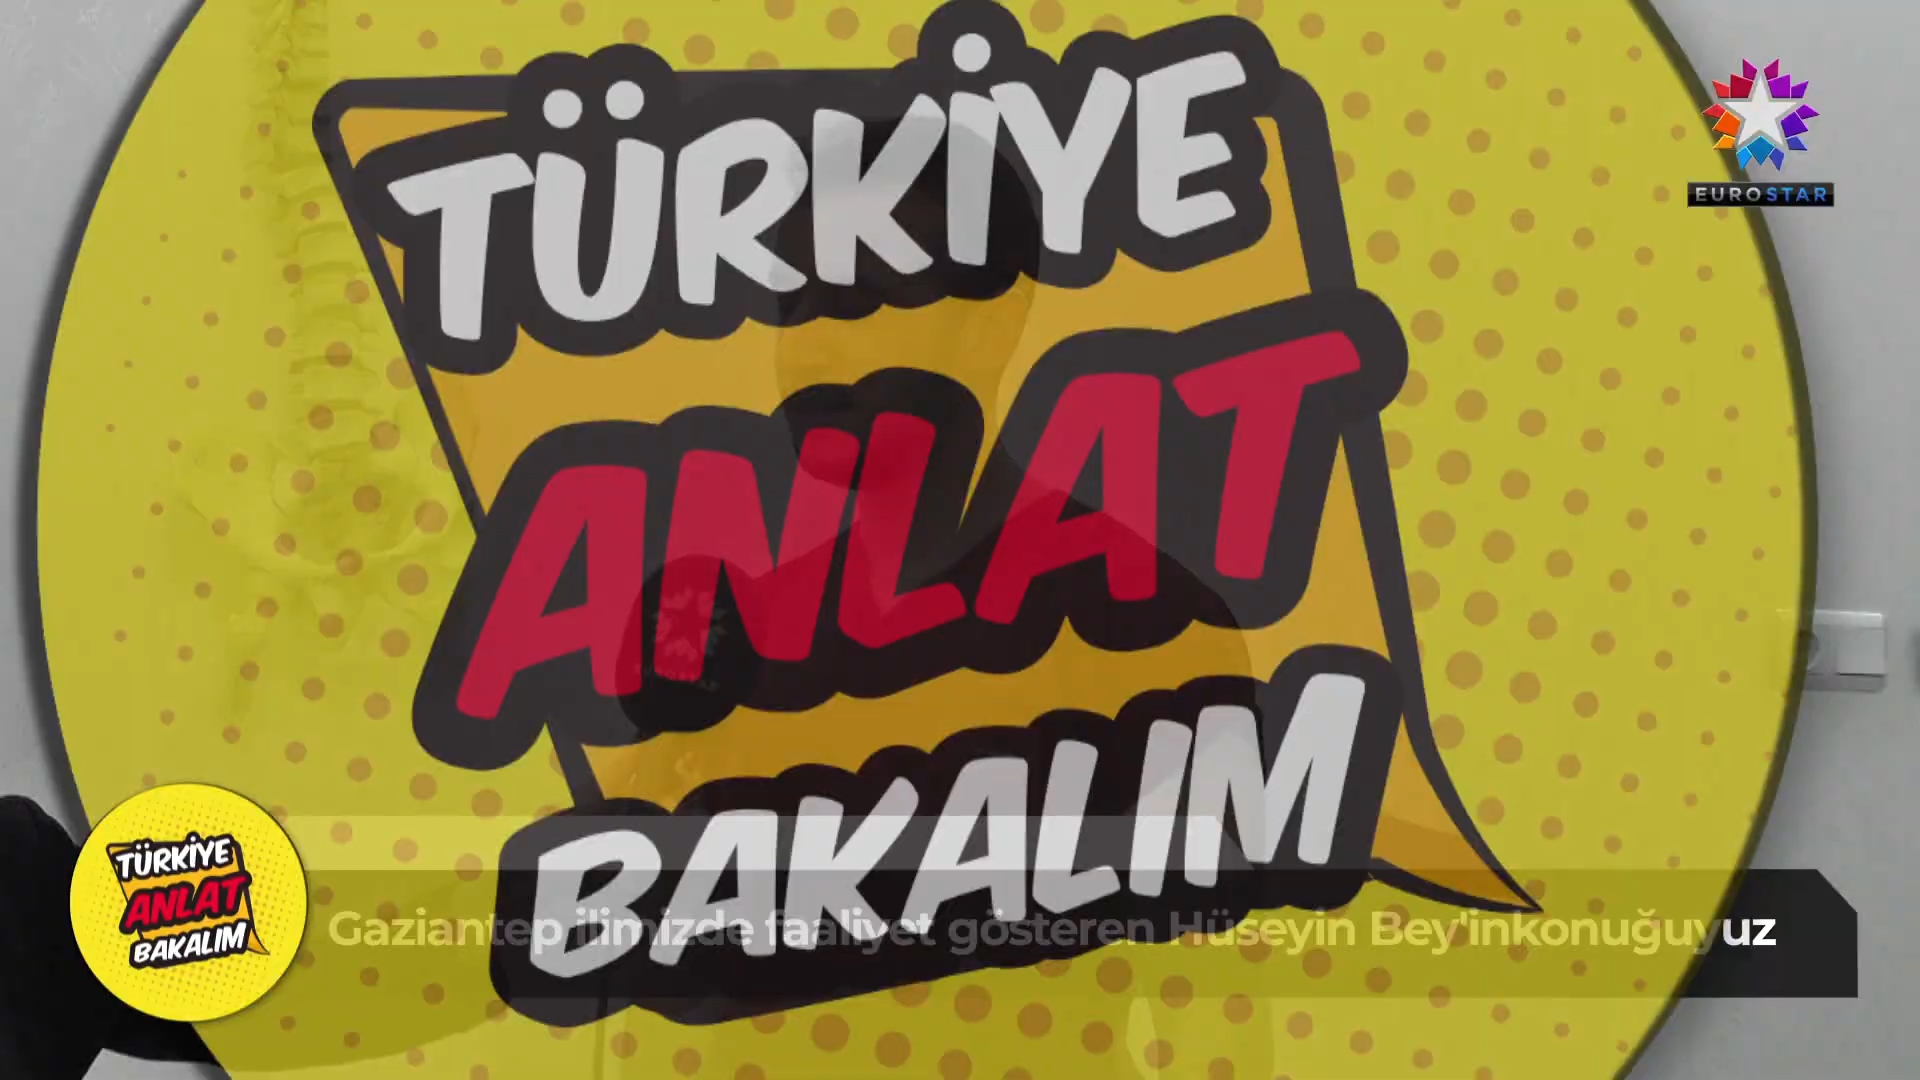 TÜRKİYE
ANLAT
BAKALIM
EUROSTAR
TÜRKİYE
ANLAT
BAKALIM
Gaziantep ilimizde faaliyet gösteren Hüseyin Bey'inkonuğuyuz